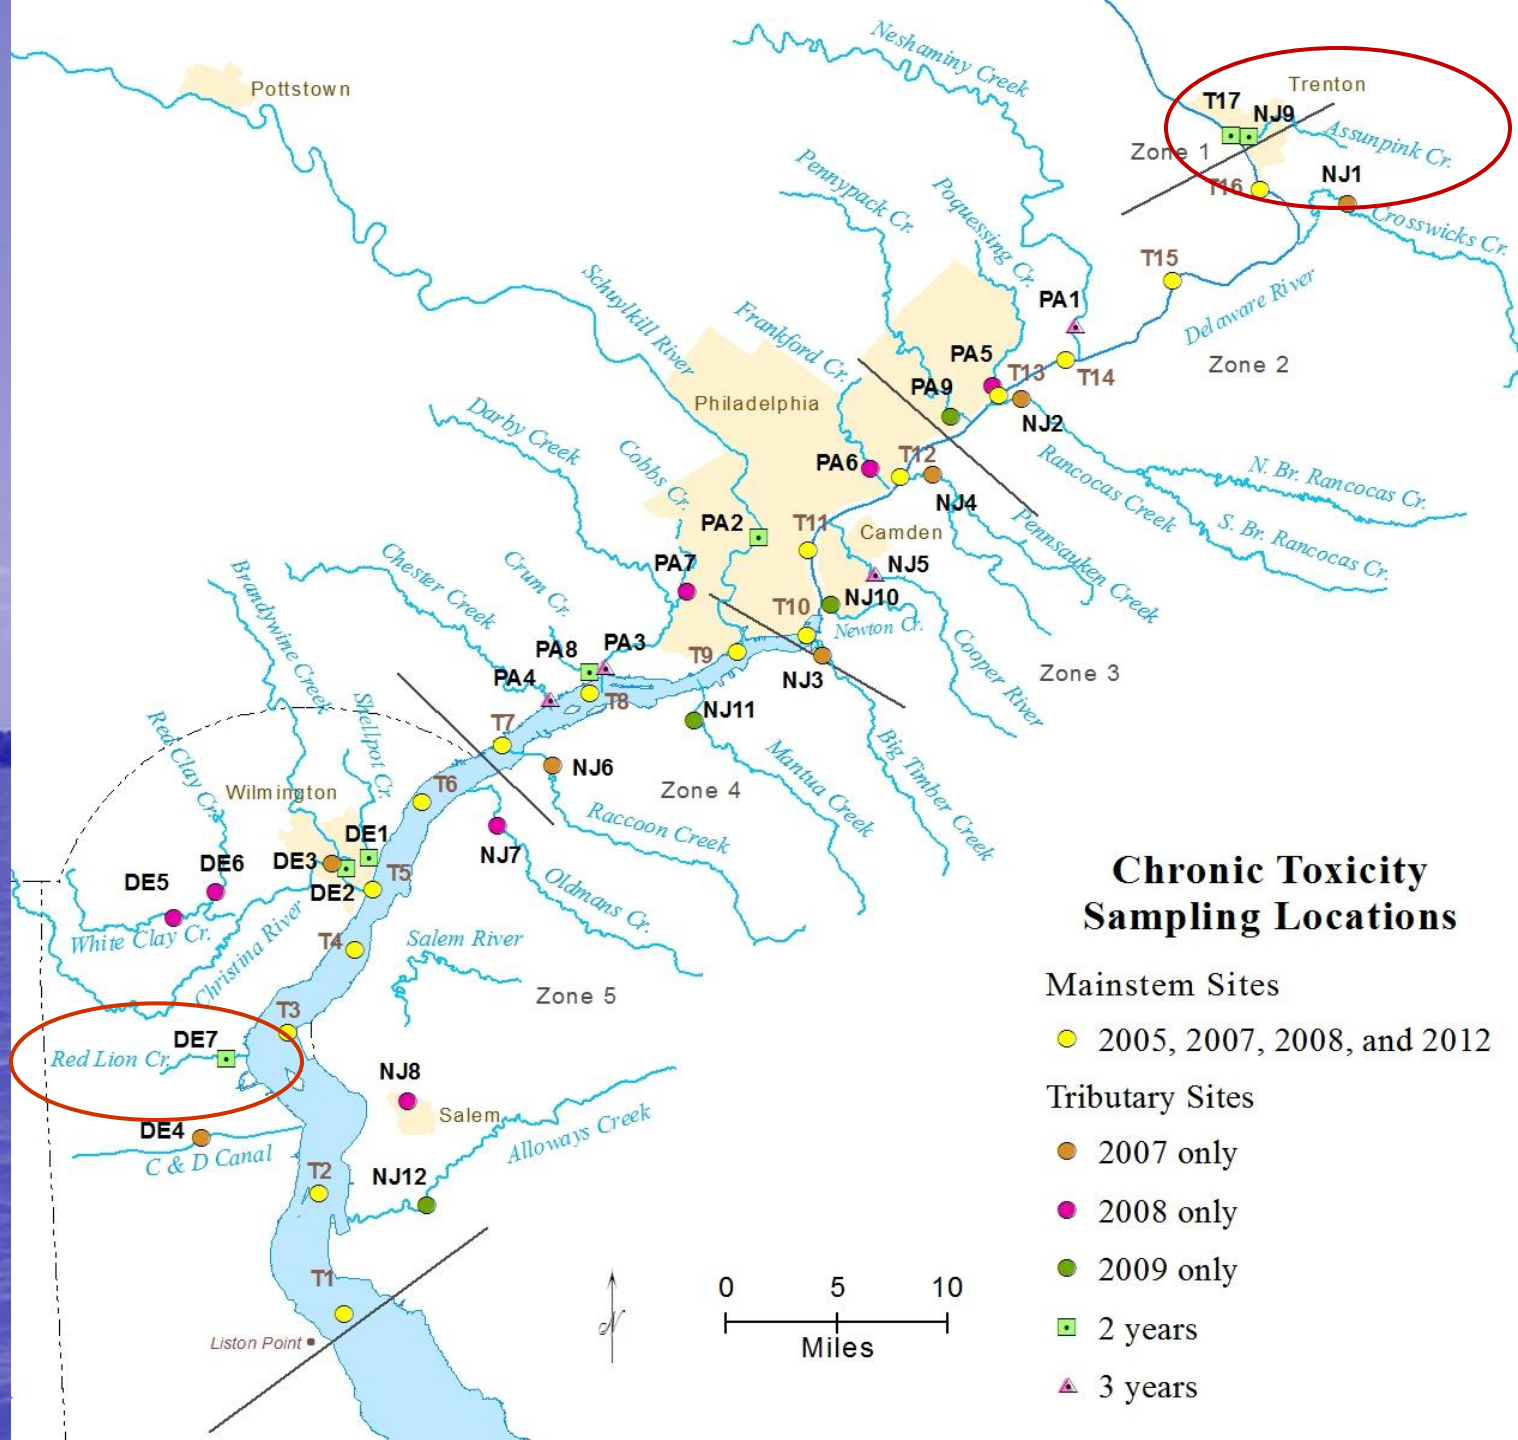 Neshaminy Creek
Pottstown
Trenton
T17
NJ9
Assunpink Cr.
Zone 1
T16
NJ1
Crosswicks Cr.
Pennypack Cr.
Poquessing Cr.
T15
Delaware River
PA1
Zone 2
Schuylkill River
Frankford Cr.
PA5
T13
T14
PA9
NJ2
Philadelphia
Darby Creek
Cobbs Cr.
PA6
T12
NJ4
Rancocas Creek
N. Br. Rancocas Cr.
S. Br. Rancocas Cr.
PA2
T11
Camden
Pennsauken Creek
Chester Creek
Crum Cr.
PA7
NJ5
T10
NJ10
Newton Cr.
Brandywine Creek
PA8
PA3
T9
NJ3
Cooper River
Zone 3
PA4
T8
NJ11
Red Clay Cr.
Shellpot Cr.
T7
NJ6
Mantua Creek
Big Timber Creek
Wilmington
T6
Zone 4
Raccoon Creek
DE1
DE3
DE6
DE5
DE2
T5
NJ7
Oldmans Cr.
White Clay Cr.
Christina River
T4
Salem River
Zone 5
T3
DE7
Red Lion Cr.
NJ8
Salem
DE4
C & D Canal
Alloways Creek
T2
NJ12
T1
Liston Point
N
0 5 10
Miles
Chronic Toxicity
Sampling Locations
Mainstem Sites
2005, 2007, 2008, and 2012
Tributary Sites
2007 only
2008 only
2009 only
2 years
3 years